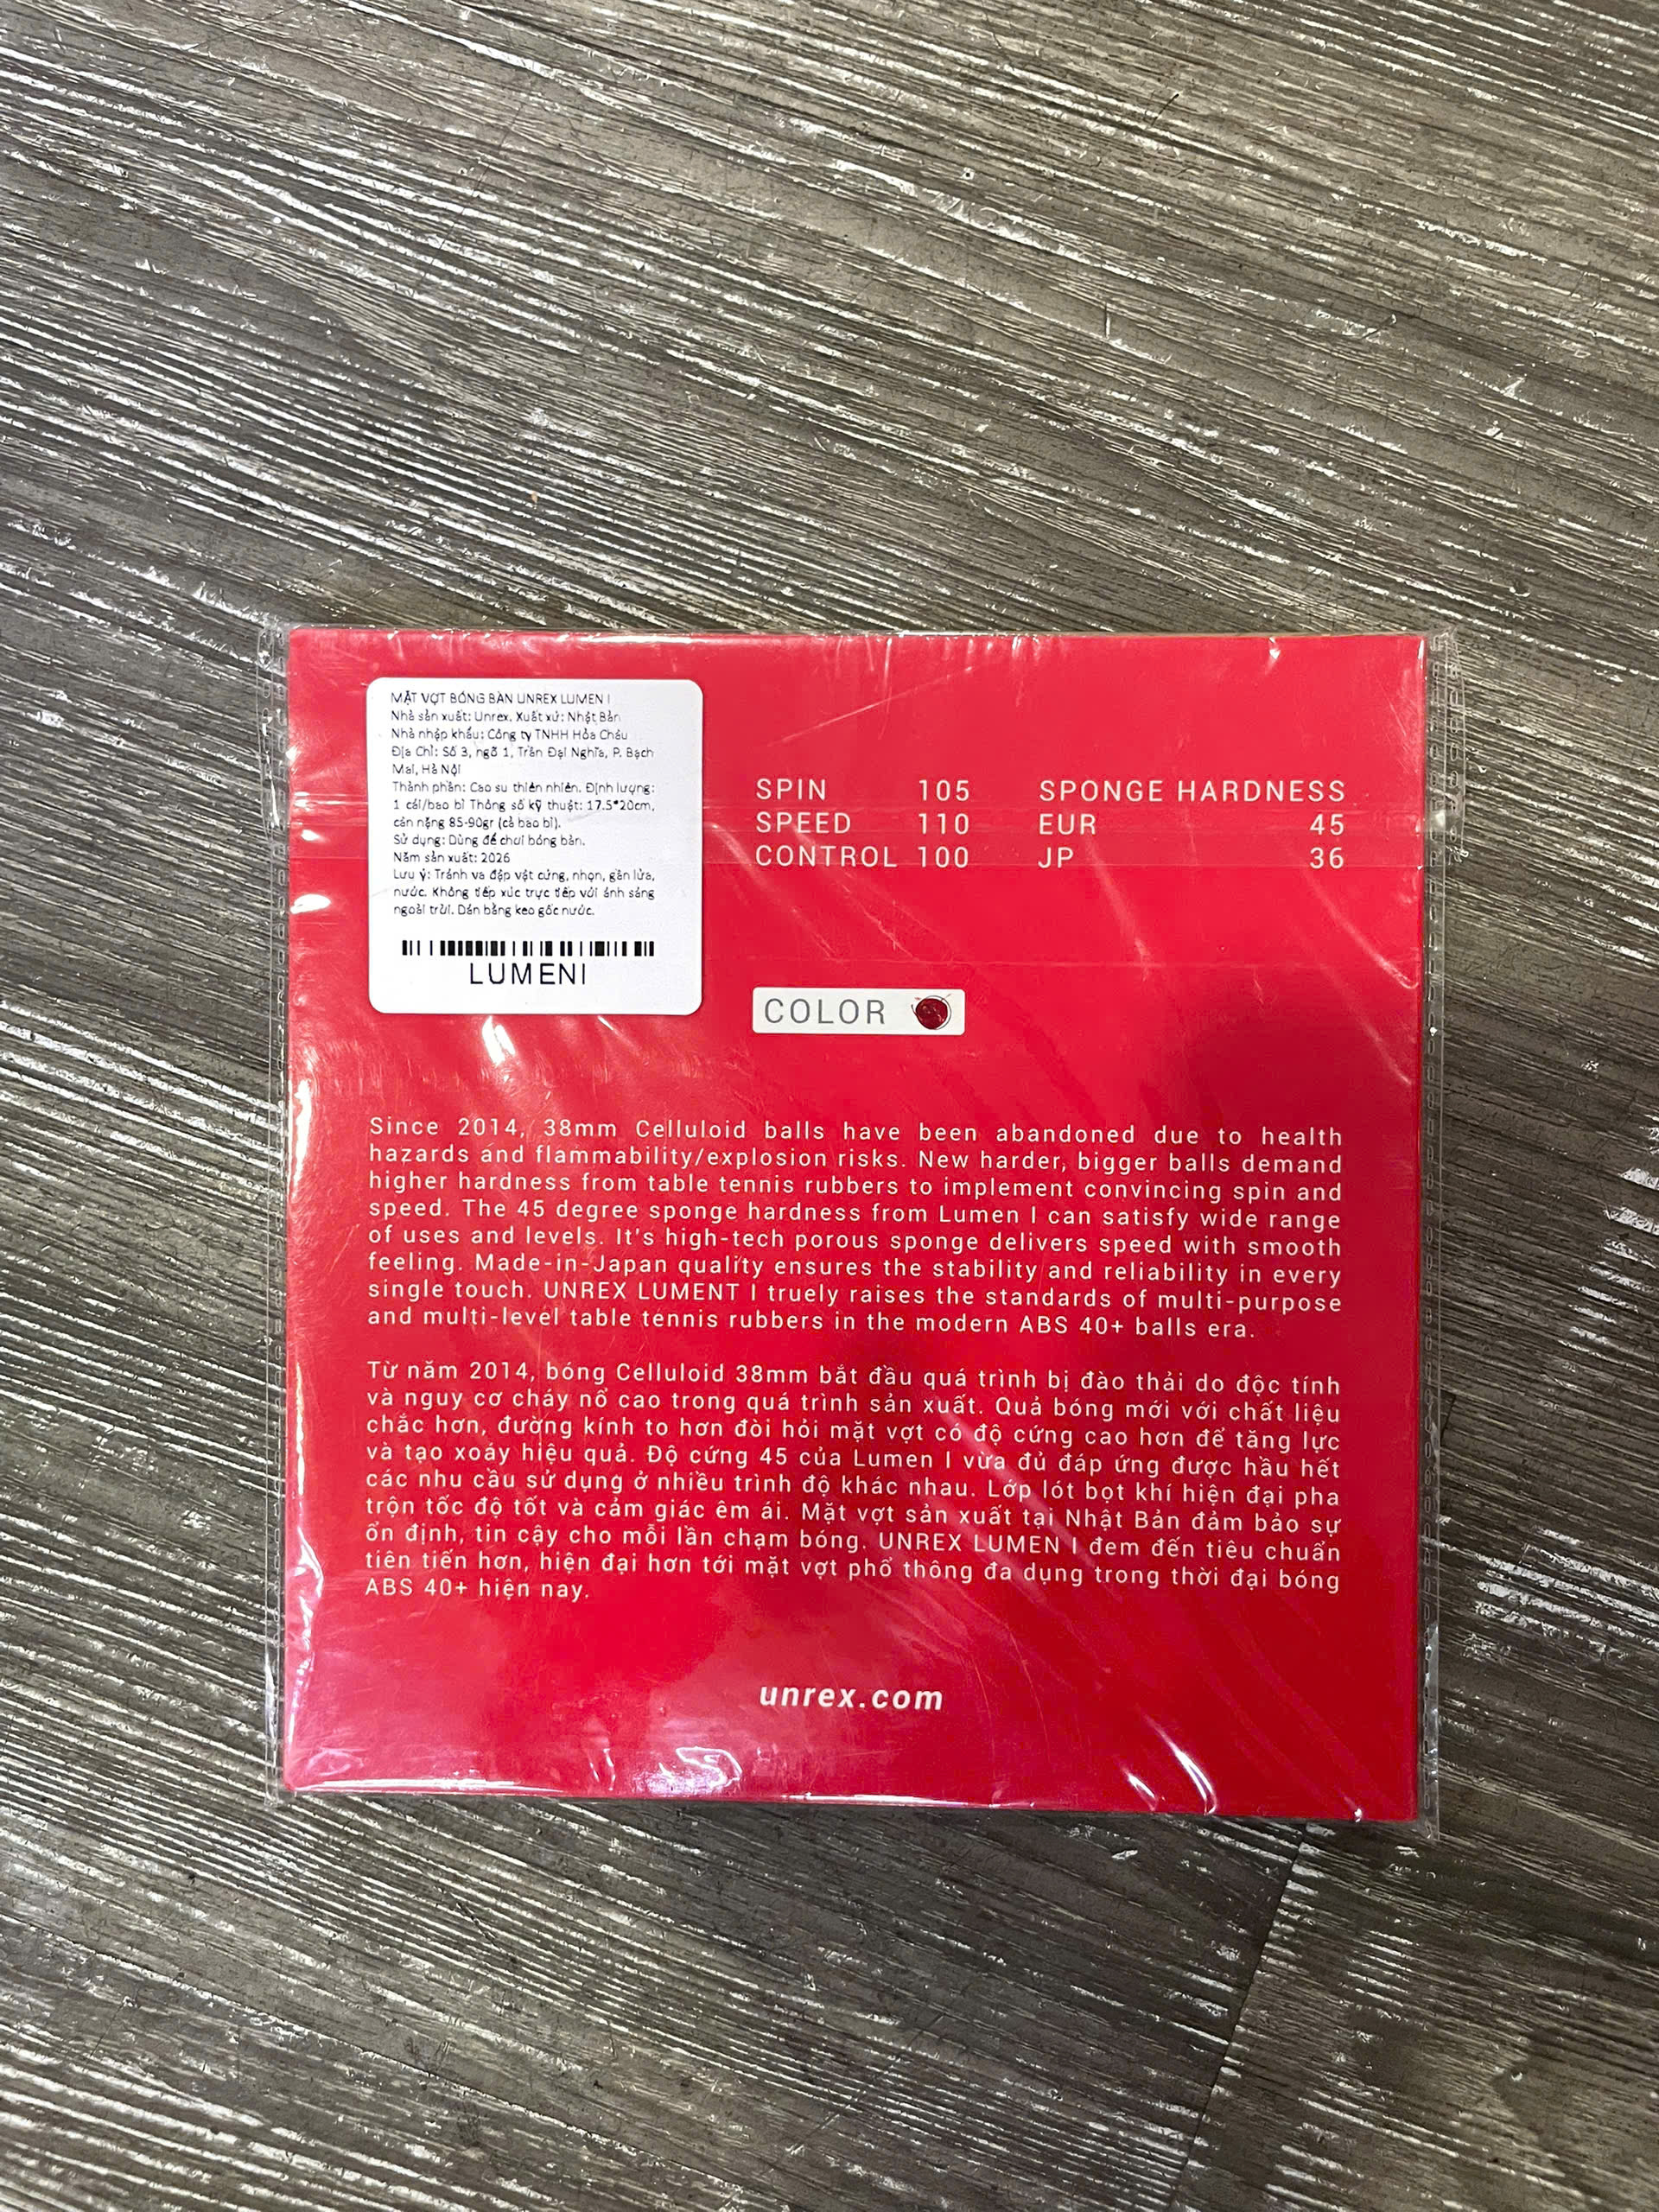 MẶT VỢT BÓNG BÀN UNREX LUMEN I
Nhà sản xuất: Unrex. Xuất xứ: Nhật Bản
Nhà nhập khẩu: Công ty TNHH Hỏa Châu
Địa Chỉ: Số 3, ngõ 1, Trần Đại Nghĩa, P. Bạch
Mai, Hà Nội
Thành phần: Cao su thiên nhiên. Định lượng:
1 cái/bao bì Thông số kỹ thuật: 17.5*20cm,
cân nặng 85-90gr (cả bao bì).
Sử dụng: Dùng để chơi bóng bàn.
Năm sản xuất: 2026
Lưu ý: Tránh va đập vật cứng, nhọn, gần lửa,
nước. Không tiếp xúc trực tiếp với ánh sáng
ngoài trời. Dán bằng keo gốc nước.
LUMENI
SPIN 105 SPONGE HARDNESS
SPEED 110 EUR 45
CONTROL 100 JP 36
COLOR
Since 2014, 38mm Celluloid balls have been abandoned due to health
hazards and flammability/explosion risks. New harder, bigger balls demand
higher hardness from table tennis rubbers to implement convincing spin and
speed. The 45 degree sponge hardness from Lumen I can satisfy wide range
of uses and levels. It's high-tech porous sponge delivers speed with smooth
feeling. Made-in-Japan quality ensures the stability and reliability in every
single touch. UNREX LUMENT I truely raises the standards of multi-purpose
and multi-level table tennis rubbers in the modern ABS 40+ balls era.
Từ năm 2014, bóng Celluloid 38mm bắt đầu quá trình bị đào thải do độc tính
và nguy cơ cháy nổ cao trong quá trình sản xuất. Quả bóng mới với chất liệu
chắc hơn, đường kính to hơn đòi hỏi mặt vợt có độ cứng cao hơn để tăng lực
và tạo xoáy hiệu quả. Độ cứng 45 của Lumen I vừa đủ đáp ứng được hầu hết
các nhu cầu sử dụng ở nhiều trình độ khác nhau. Lớp lót bọt khí hiện đại pha
trộn tốc độ tốt và cảm giác êm ái. Mặt vợt sản xuất tại Nhật Bản đảm bảo sự
ổn định, tin cậy cho mỗi lần chạm bóng. UNREX LUMEN I đem đến tiêu chuẩn
tiên tiến hơn, hiện đại hơn tới mặt vợt phổ thông đa dụng trong thời đại bóng
ABS 40+ hiện nay.
unrex.com